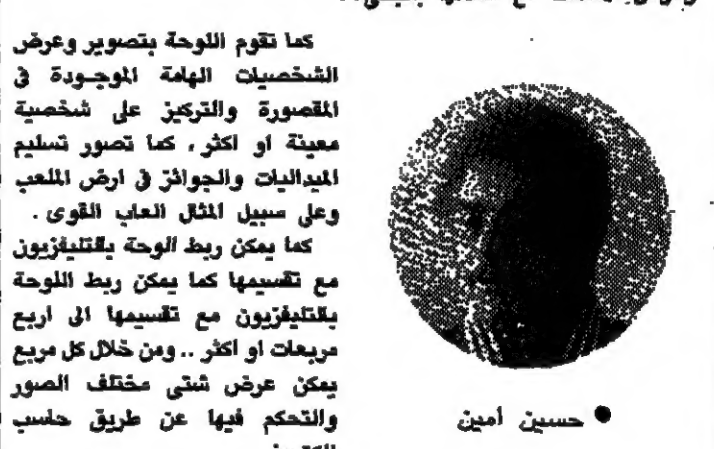 كما تقوم اللوحة بتصوير وعرض
الشخصيات الهامة الموجودة في
المقصورة والتركيز على شخصية
معينة او اكثر، كما تصور تسليم
الميداليات والجوائز في ارض الملعب
وعلى سبيل المثال العاب القوى.
كما يمكن ربط الوحة بالتليفزيون
مع تقسيمها كما يمكن ربط اللوحة
بالتليفزيون مع تقسيمها الى اربع
مربعات او اكثر .. ومن خلال كل مربع
يمكن عرض شتى مختلف الصور
والتحكم فيها عن طريق حاسب
● حسين أمين